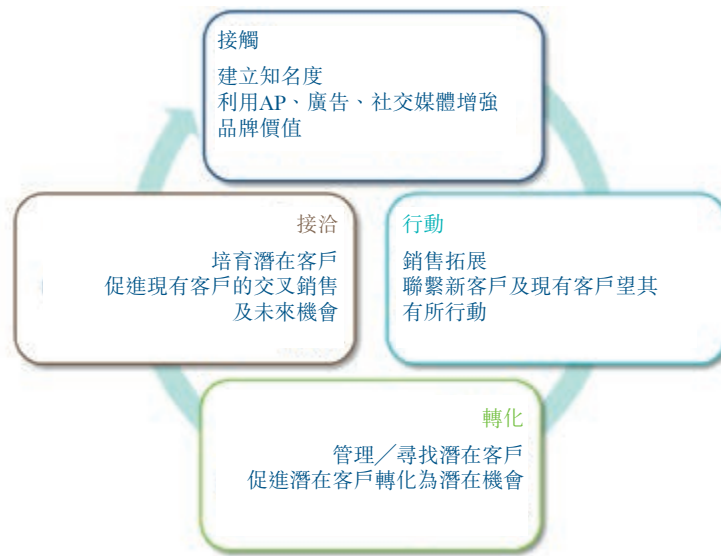 接觸
建立知名度
利用AP、廣告、社交媒體增強
品牌價值
行動
銷售拓展
聯繫新客戶及現有客戶望其
有所行動
轉化
管理／尋找潛在客戶
促進潛在客戶轉化為潛在機會
接洽
培育潛在客戶
促進現有客戶的交叉銷售
及未來機會